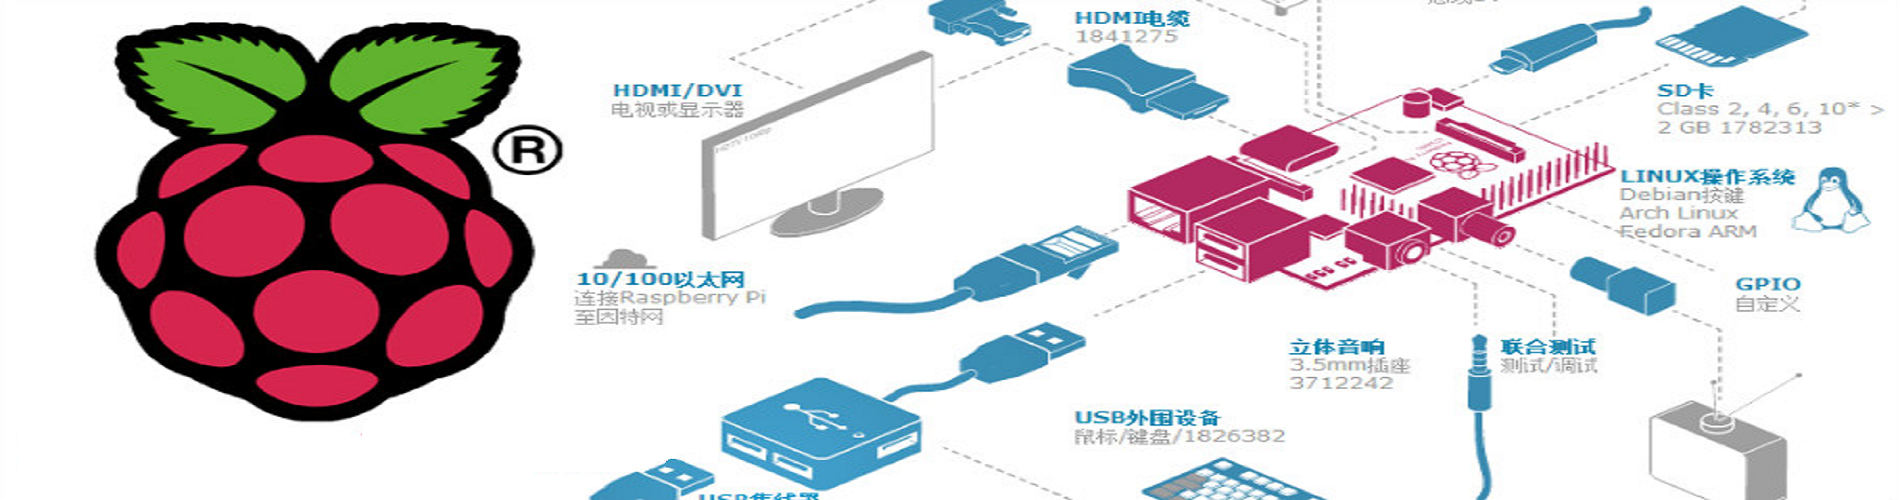 HDMI电缆
1841275
HDMI/DVI
电视或显示器
SD卡
Class 2, 4, 6, 10* >
2 GB 1782313
®
LINUX操作系统
Debian按键
Arch Linux
Fedora ARM
10/100以太网
连接Raspberry Pi
至因特网
GPIO
自定义
立体音响
3.5mm插座
3712242
联合测试
测试/调试
USB外围设备
鼠标/键盘/1826382
USB集线器